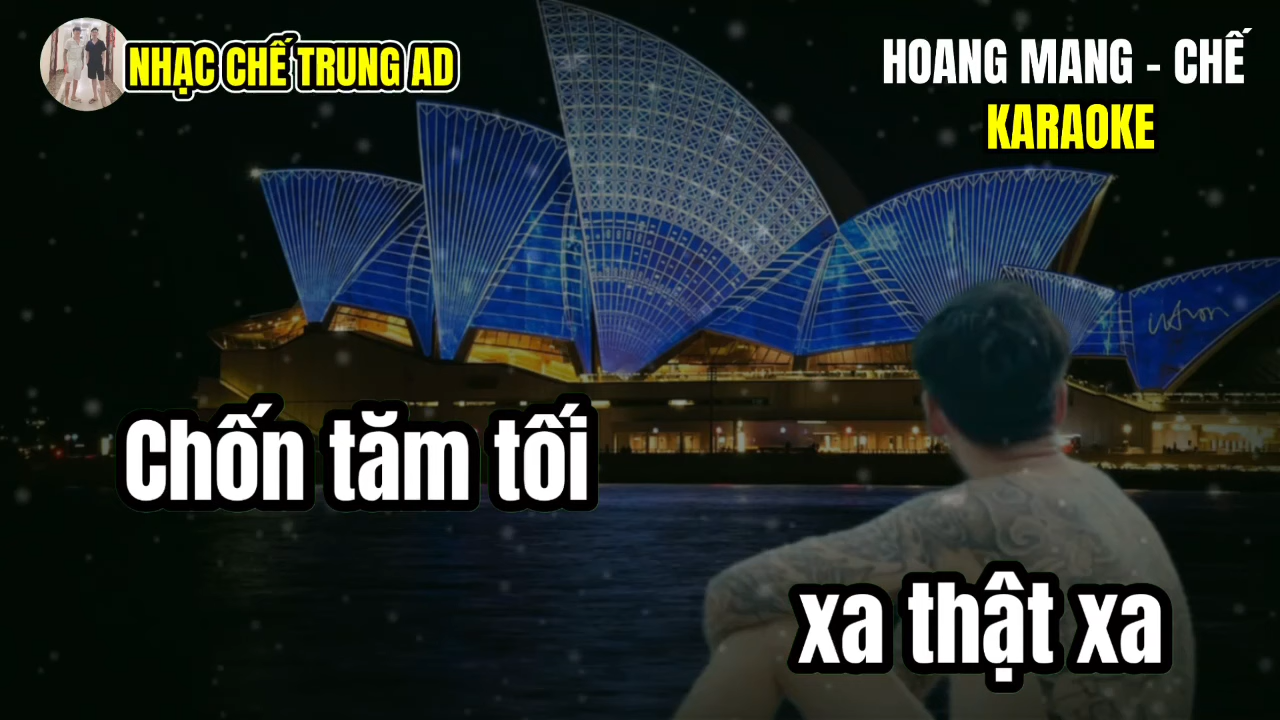 NHẠC CHẾ TRUNG AD
HOANG MANG - CHẾ
KARAOKE
Chốn tăm tối
xa thật xa